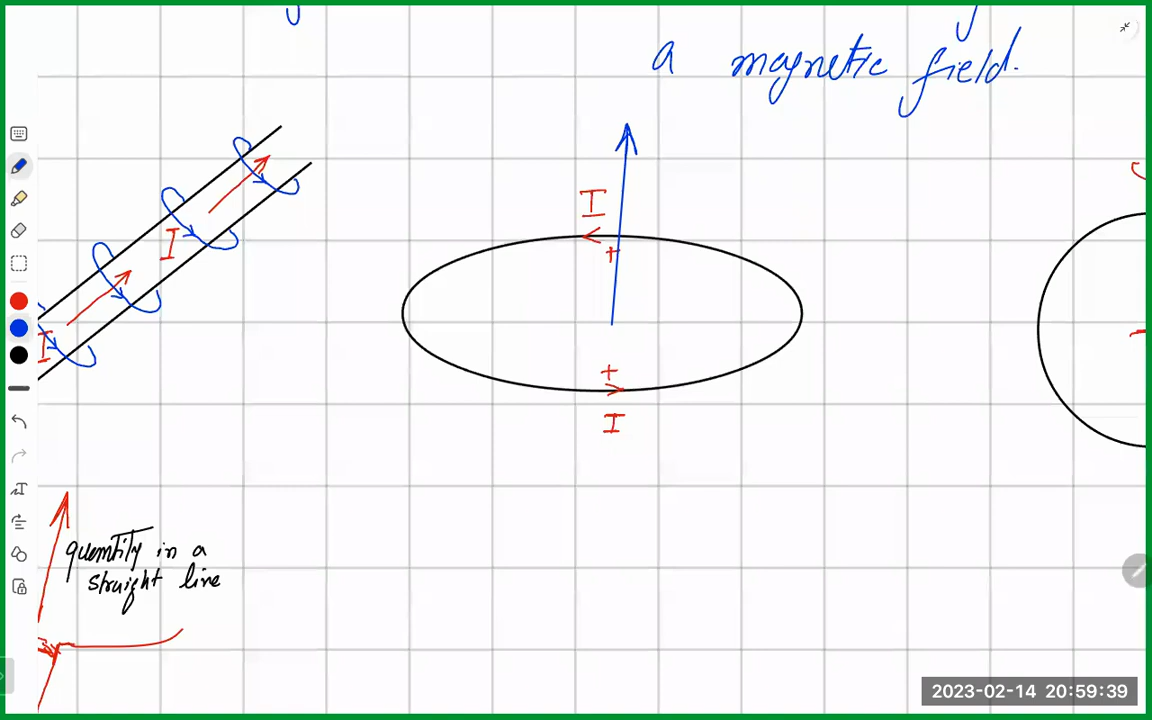 a magnetic field.
I
I
I
+
+
I
quantity in a
straight line
2023-02-14 20:59:39